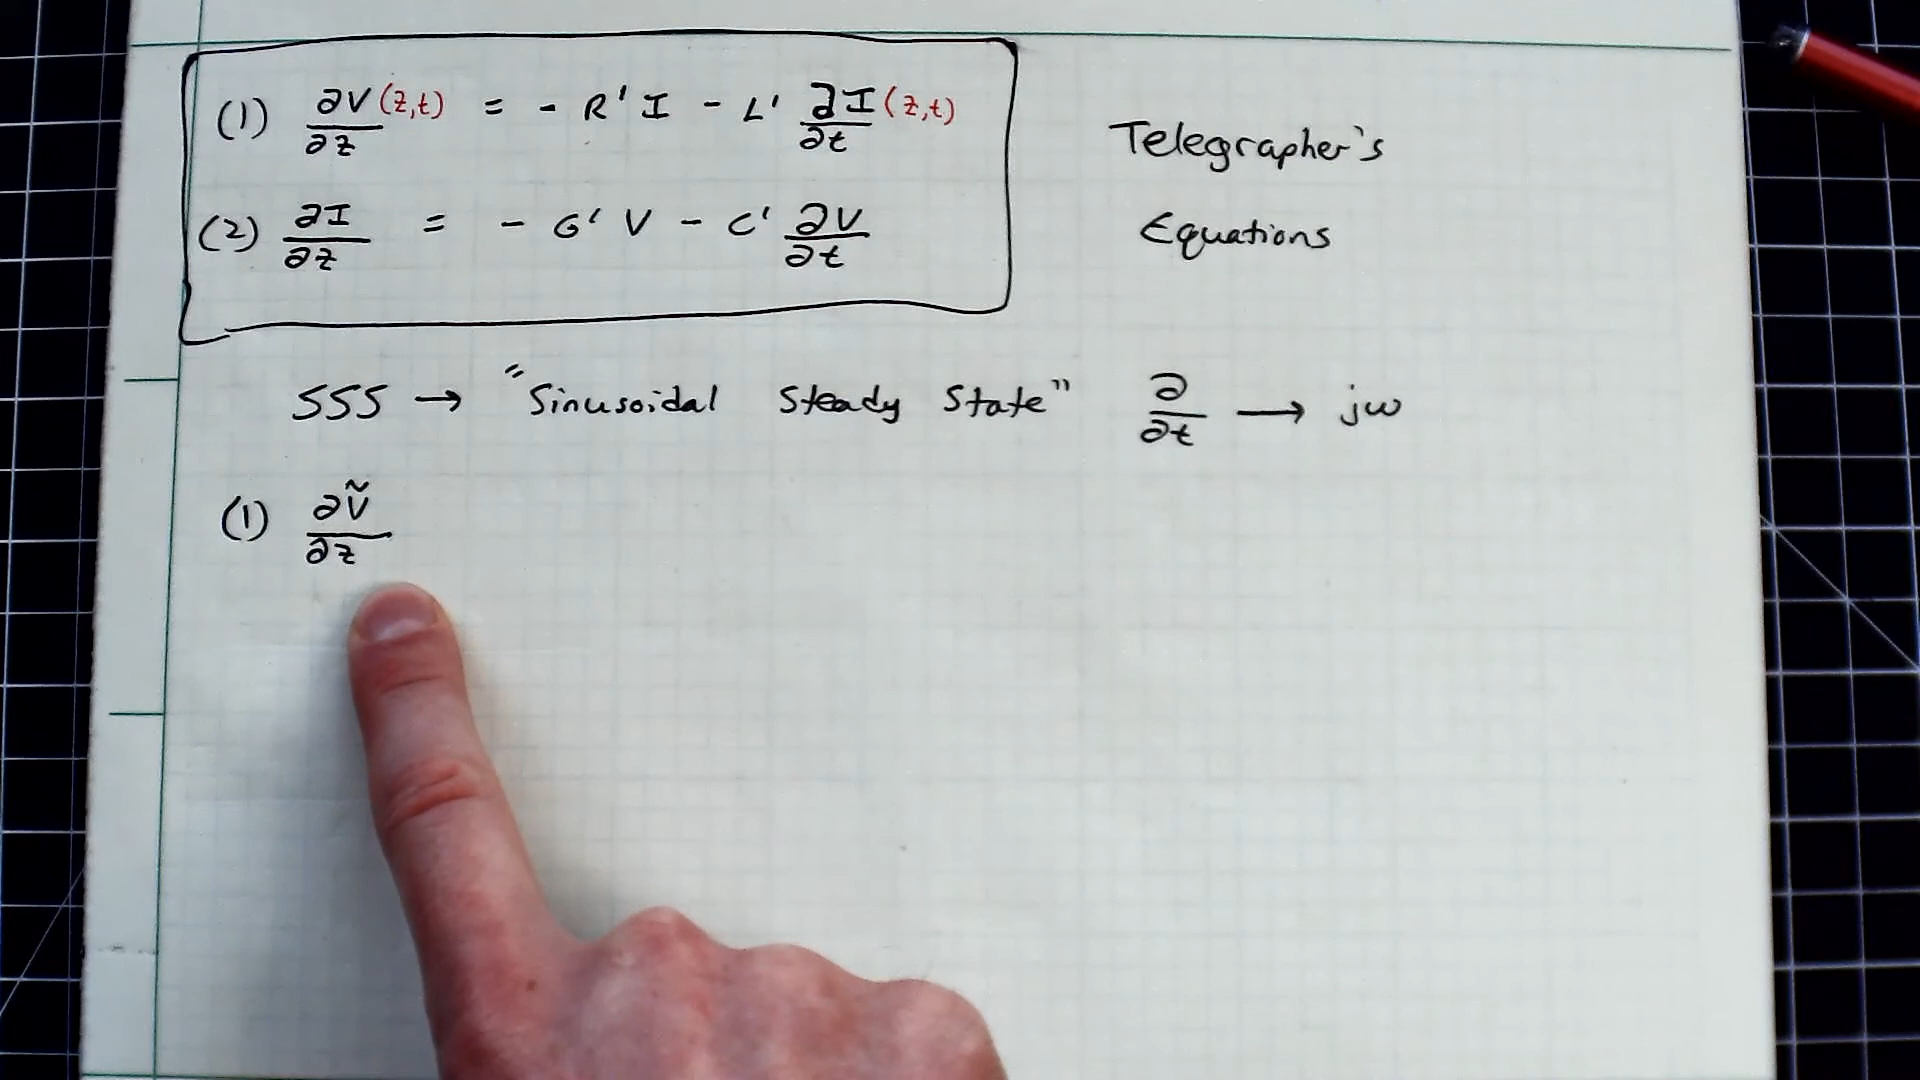 (1) ∂V(z,t)/∂z = - R' I - L' ∂I(z,t)/∂t
(2) ∂I/∂z = - G' V - C' ∂V/∂t
Telegrapher's
Equations
SSS → "Sinusoidal Steady State" ∂/∂t → jω
(1) ∂Ṽ/∂z